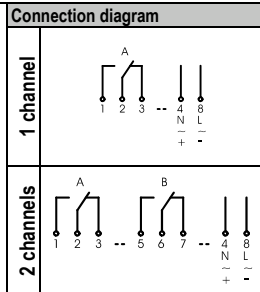 Connection diagram
1 channel
A
1 2 3 -- 4 8
N L
~ ~
+ -
2 channels
A B
1 2 3 -- 5 6 7 -- 4 8
N L
~ ~
+ -